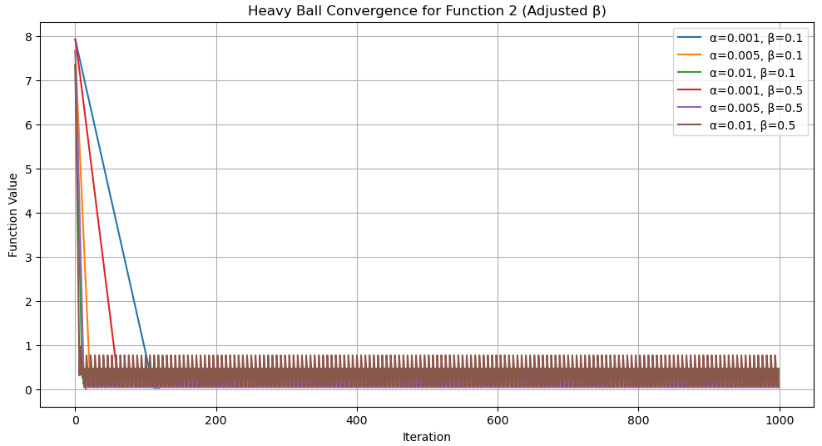 Heavy Ball Convergence for Function 2 (Adjusted β)
α=0.001, β=0.1
α=0.005, β=0.1
α=0.01, β=0.1
α=0.001, β=0.5
α=0.005, β=0.5
α=0.01, β=0.5
Function Value
8
7
6
5
4
3
2
1
0
0 200 400 600 800 1000
Iteration